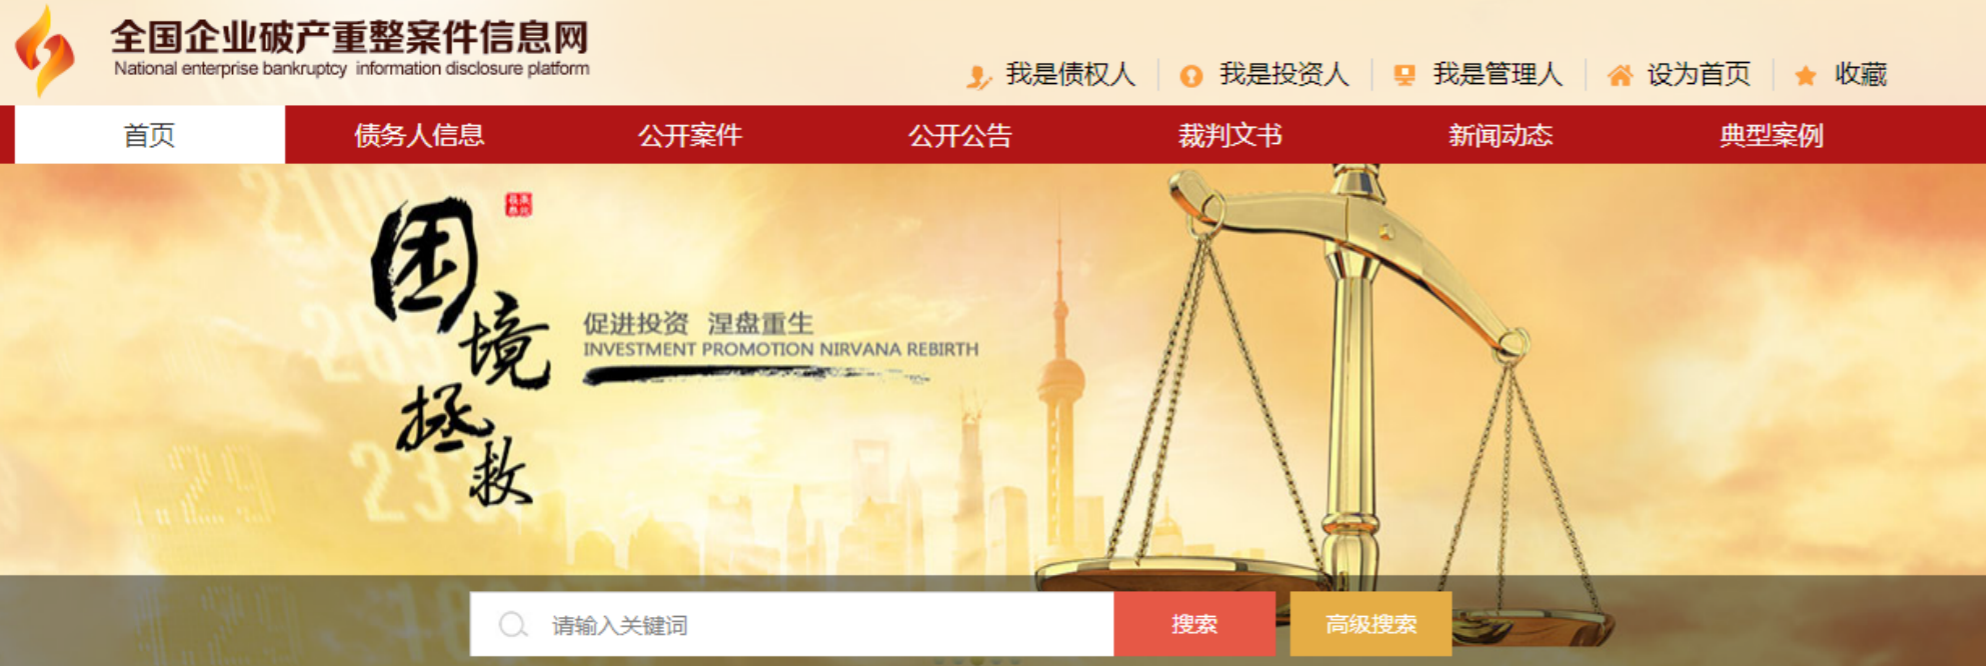 全国企业破产重整案件信息网
National enterprise bankruptcy information disclosure platform
我是债权人 我是投资人 我是管理人 设为首页 收藏
首页 债务人信息 公开案件 公开公告 裁判文书 新闻动态 典型案例
困境拯救
促进投资 涅盘重生
INVESTMENT PROMOTION NIRVANA REBIRTH
请输入关键词 搜索 高级搜索